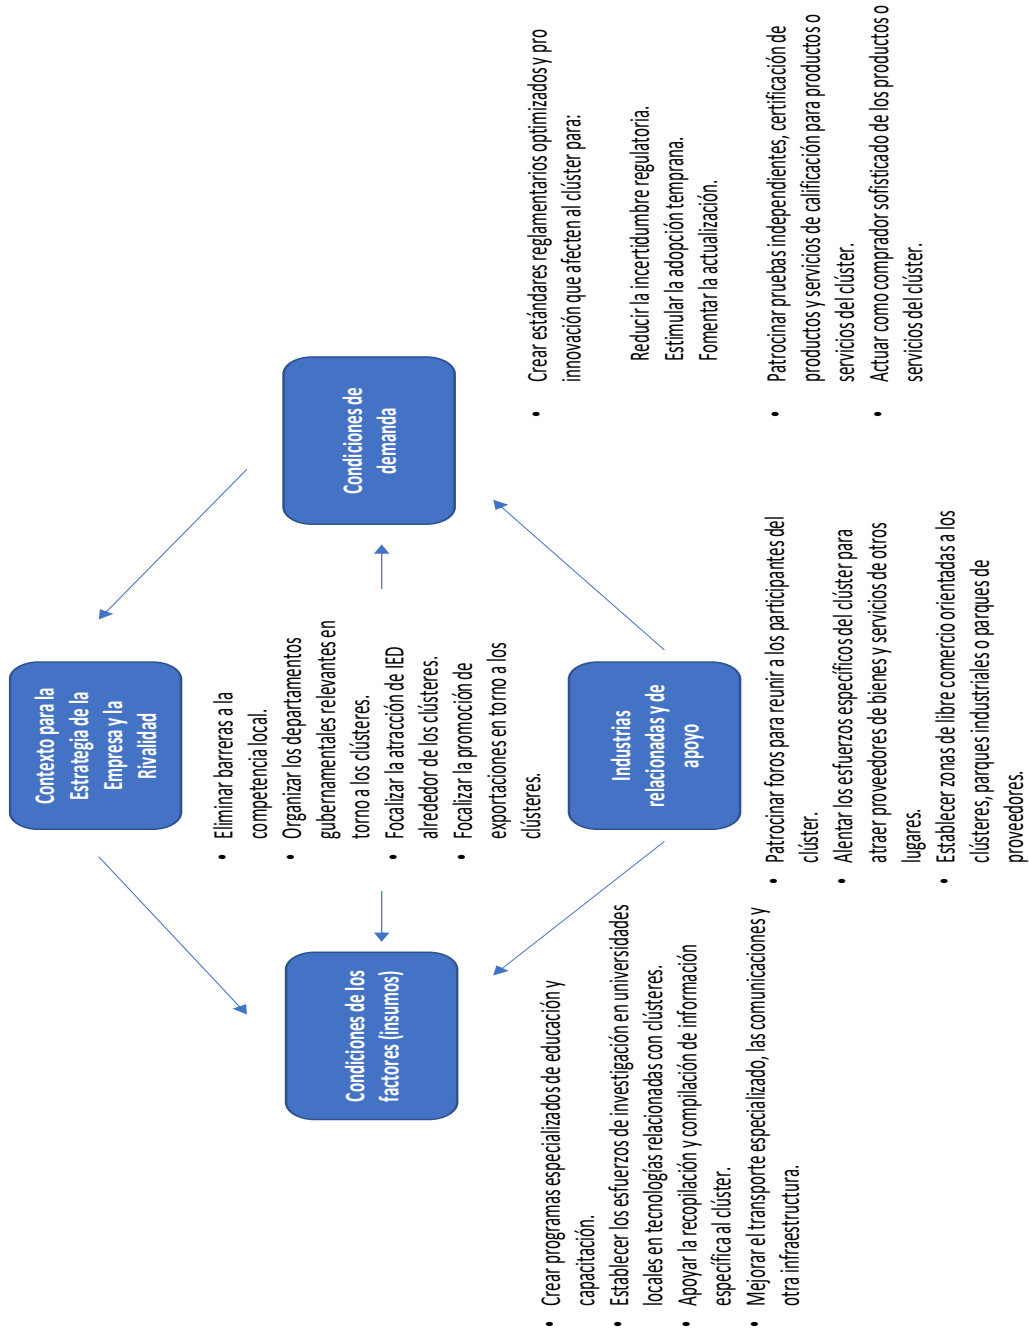 Contexto para la
Estrategia de la
Empresa y la
Rivalidad
• Eliminar barreras a la
competencia local.
• Organizar los departamentos
gubernamentales relevantes en
torno a los clústeres.
• Focalizar la atracción de IED
alrededor de los clústeres.
• Focalizar la promoción de
exportaciones en torno a los
clústeres.
Condiciones de los
factores (insumos)
• Crear programas especializados de educación y
capacitación.
• Establecer los esfuerzos de investigación en universidades
locales en tecnologías relacionadas con clústeres.
• Apoyar la recopilación y compilación de información
específica al clúster.
• Mejorar el transporte especializado, las comunicaciones y
otra infraestructura.
Condiciones de
demanda
• Crear estándares reglamentarios optimizados y pro
innovación que afecten al clúster para:
Reducir la incertidumbre regulatoria.
Estimular la adopción temprana.
Fomentar la actualización.
• Patrocinar pruebas independientes, certificación de
productos y servicios de calificación para productos o
servicios del clúster.
• Actuar como comprador sofisticado de los productos o
servicios del clúster.
Industrias
relacionadas y de
apoyo
• Patrocinar foros para reunir a los participantes del
clúster.
• Alentar los esfuerzos específicos del clúster para
atraer proveedores de bienes y servicios de otros
lugares.
• Establecer zonas de libre comercio orientadas a los
clústeres, parques industriales o parques de
proveedores.